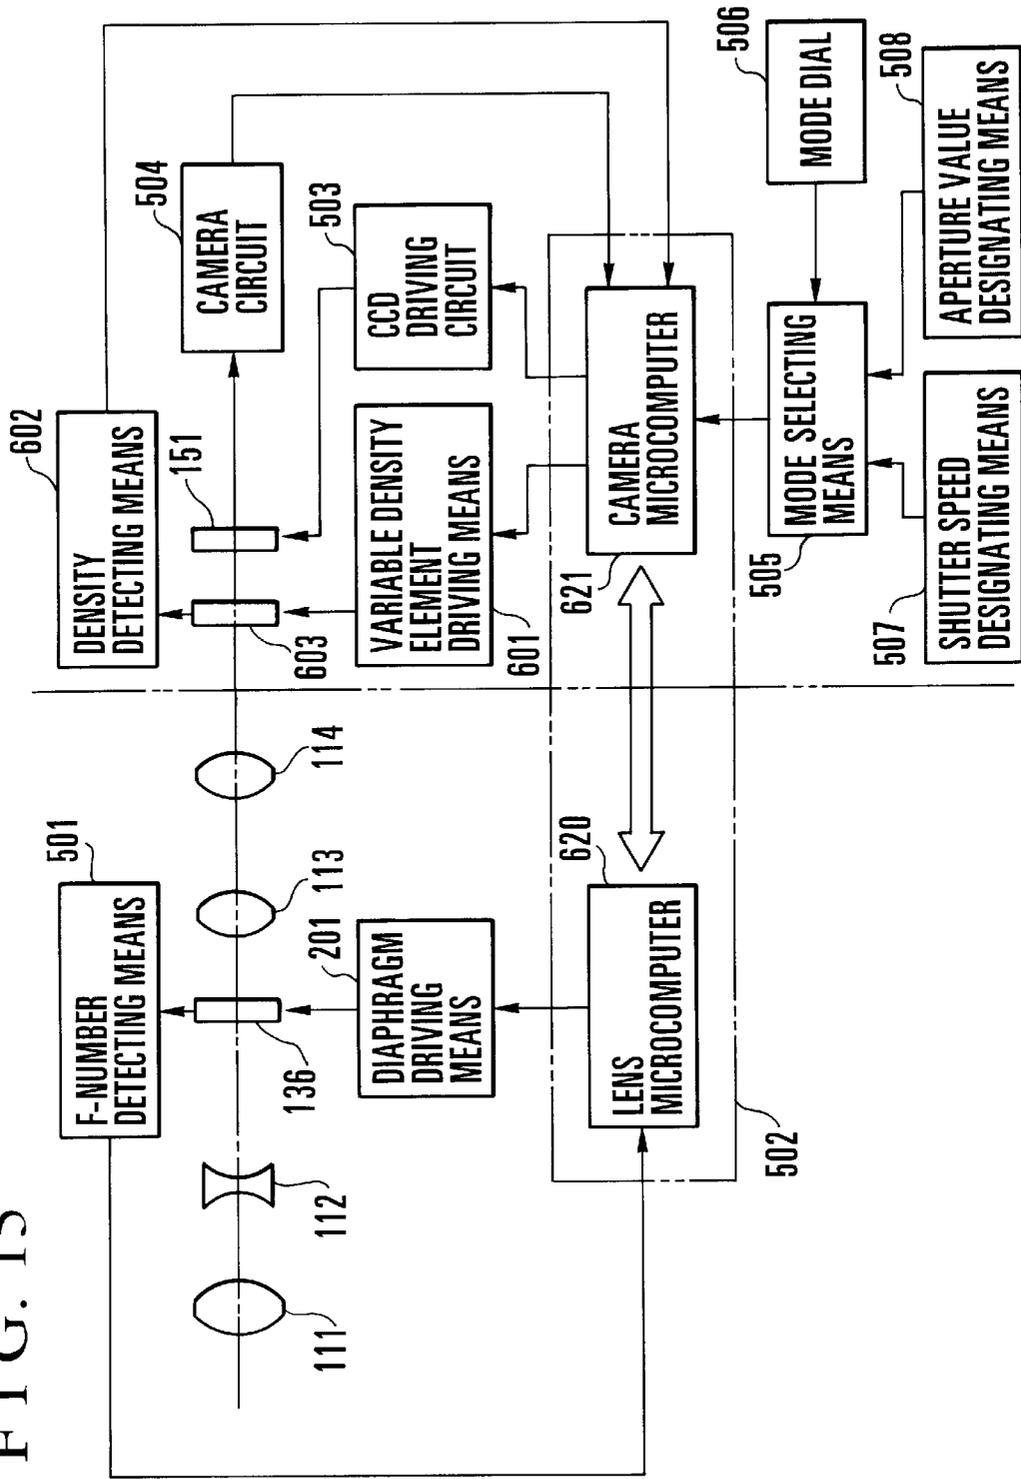 FIG. 15
F-NUMBER
DETECTING MEANS
501
DENSITY
DETECTING MEANS
602
CAMERA
CIRCUIT
504
111
112
136
113
114
603
151
DIAPHRAGM
DRIVING
MEANS
201
VARIABLE DENSITY
ELEMENT
DRIVING MEANS
601
CCD
DRIVING
CIRCUIT
503
LENS
MICROCOMPUTER
620
CAMERA
MICROCOMPUTER
621
502
MODE SELECTING
MEANS
505
MODE DIAL
506
SHUTTER SPEED
DESIGNATING MEANS
507
APERTURE VALUE
DESIGNATING MEANS
508